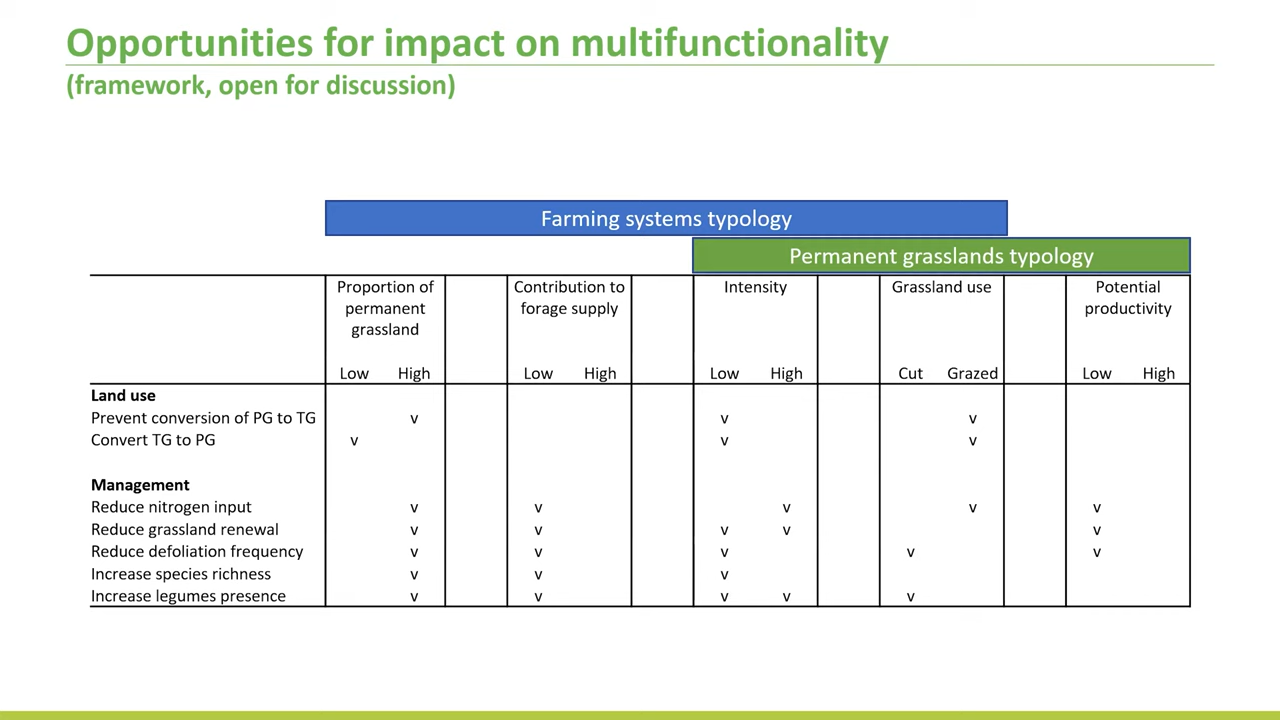 Opportunities for impact on multifunctionality
(framework, open for discussion)
Farming systems typology
Permanent grasslands typology
Proportion of permanent grassland Contribution to forage supply Intensity Grassland use Potential productivity
Low High Low High Low High Cut Grazed Low High
Land use
Prevent conversion of PG to TG v v v
Convert TG to PG v v v
Management
Reduce nitrogen input v v v v v
Reduce grassland renewal v v v v v
Reduce defoliation frequency v v v v v
Increase species richness v v v
Increase legumes presence v v v v v